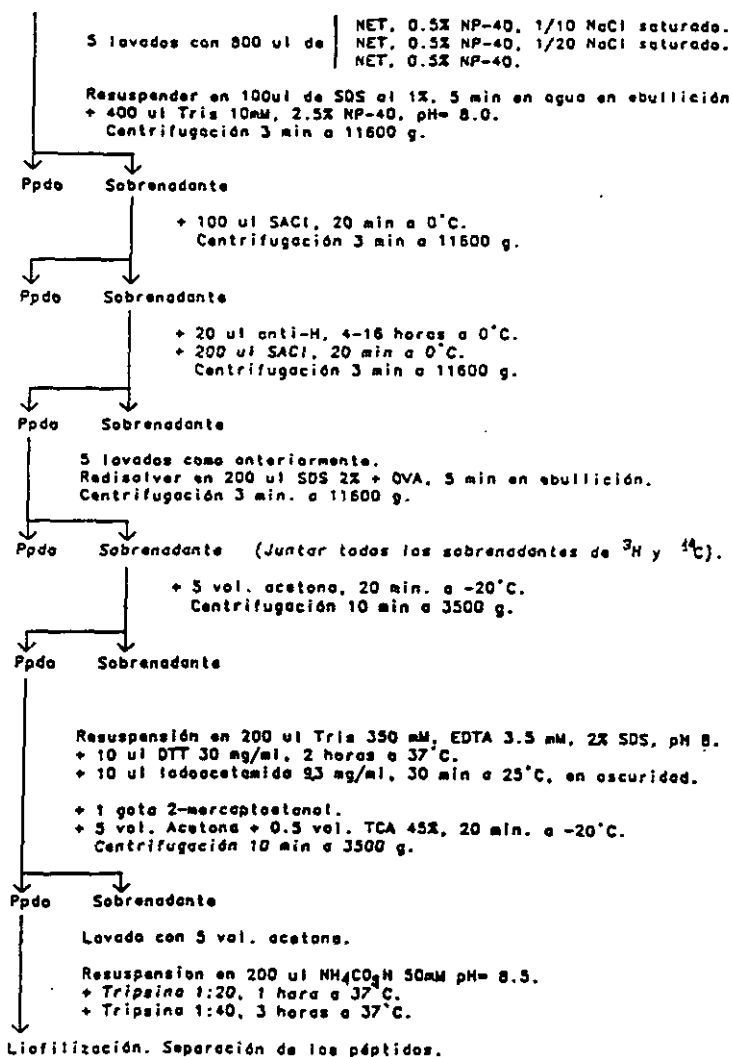 NET, 0.5% NP-40, 1/10 NaCl saturado.
5 lavados con 800 ul de NET, 0.5% NP-40, 1/20 NaCl saturado.
NET, 0.5% NP-40.
Resuspender en 100ul de SDS al 1%, 5 min en agua en ebullición
+ 400 ul Tris 10mM, 2.5% NP-40, pH= 8.0.
Centrifugación 3 min a 11600 g.
Ppdo Sobrenadante
+ 100 ul SACI, 20 min a 0°C.
Centrifugación 3 min a 11600 g.
Ppdo Sobrenadante
+ 20 ul anti-H, 4-16 horas a 0°C.
+ 200 ul SACI, 20 min a 0°C.
Centrifugación 3 min a 11600 g.
Ppdo Sobrenadante
5 lavados como anteriormente.
Redisolver en 200 ul SDS 2% + OVA, 5 min en ebullición.
Centrifugación 3 min. a 11600 g.
Ppdo Sobrenadante (Juntar todos los sobrenadantes de ³H y ¹⁴C).
+ 5 vol. acetona, 20 min. a -20°C.
Centrifugación 10 min a 3500 g.
Ppdo Sobrenadante
Resuspensión en 200 ul Tris 350 mM, EDTA 3.5 mM, 2% SDS, pH 8.
+ 10 ul DTT 30 mg/ml, 2 horas a 37°C.
+ 10 ul Iodoacetamida 93 mg/ml, 30 min a 25°C, en oscuridad.
+ 1 gota 2-mercaptoetanol.
+ 5 vol. Acetona + 0.5 vol. TCA 45%, 20 min. a -20°C.
Centrifugación 10 min a 3500 g.
Ppdo Sobrenadante
Lavado con 5 vol. acetona.
Resuspension en 200 ul NH₄CO₃H 50mM pH= 8.5.
+ Tripsina 1:20, 1 hora a 37°C.
+ Tripsina 1:40, 3 horas a 37°C.
Liofilización. Separación de los péptidos.